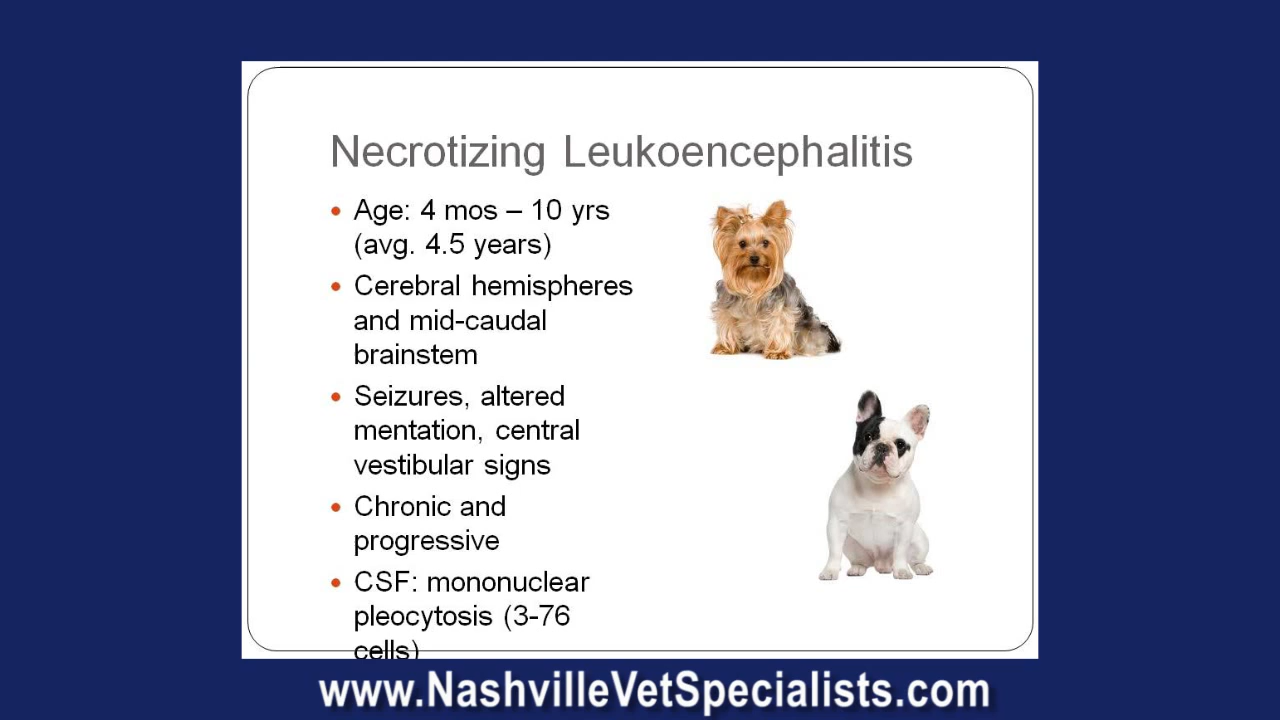 Necrotizing Leukoencephalitis
• Age: 4 mos – 10 yrs
(avg. 4.5 years)
• Cerebral hemispheres
and mid-caudal
brainstem
• Seizures, altered
mentation, central
vestibular signs
• Chronic and
progressive
• CSF: mononuclear
pleocytosis (3-76
cells)
www.NashvilleVetSpecialists.com